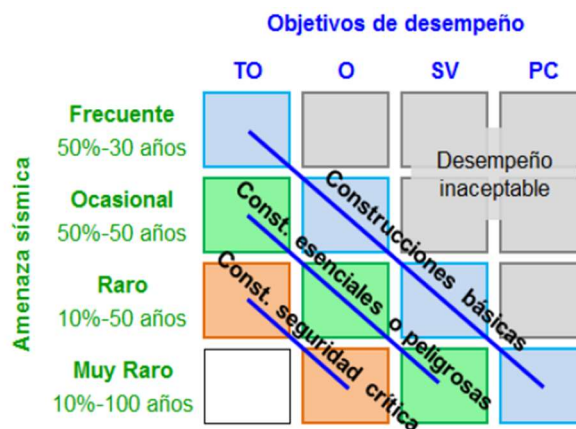 Objetivos de desempeño
TO O SV PC
Amenaza sísmica
Frecuente
50%-30 años
Ocasional
50%-50 años
Raro
10%-50 años
Muy Raro
10%-100 años
Desempeño
inaceptable
Construcciones básicas
Const. esenciales o peligrosas
Const. seguridad crítica